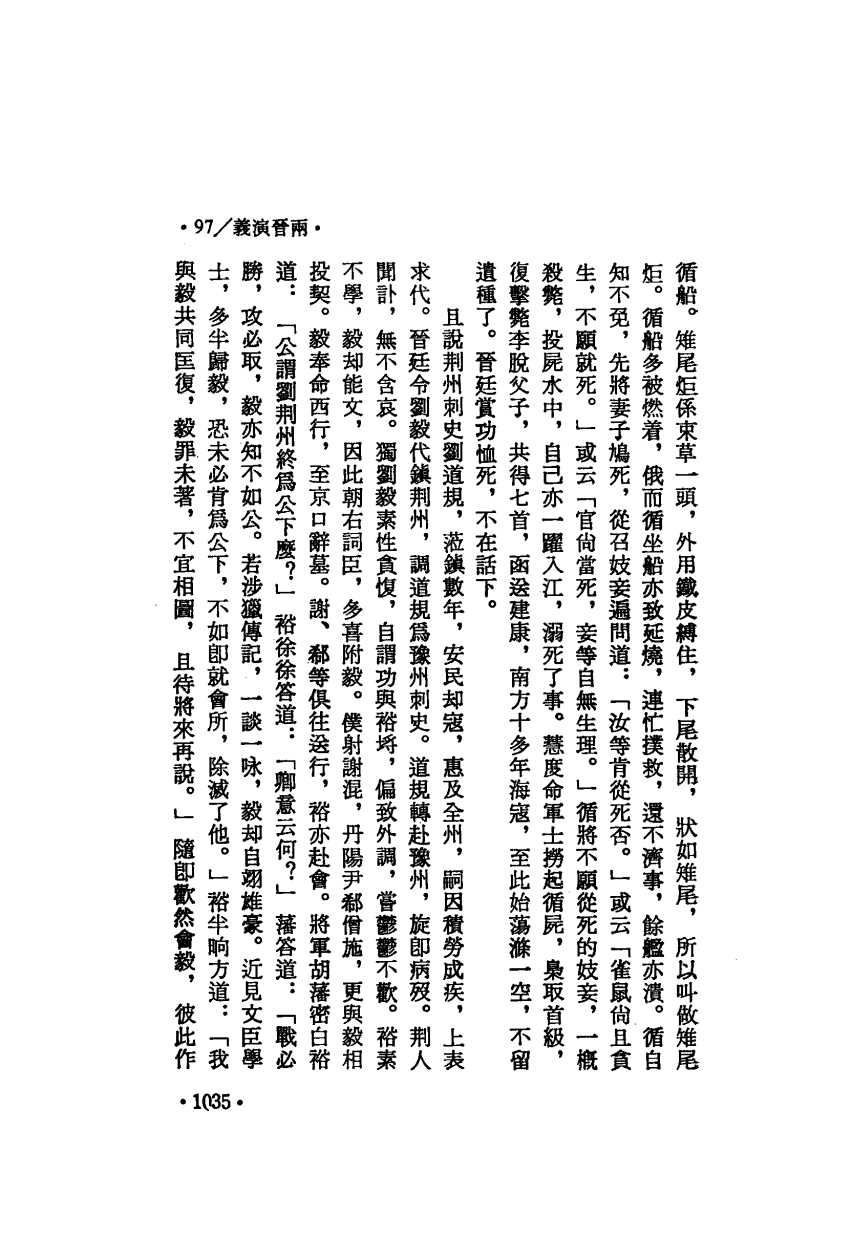 ·97/義演晉兩·
循船。雉尾炬係束草一頭，外用鐵皮縛住，下尾散開，狀如雉尾，所以叫做雉尾
炬。循船多被燃着，俄而循坐船亦致延燒，連忙撲救，還不濟事，餘艦亦潰。循自
知不免，先將妻子鴆死，從召妓妾遍問道：「汝等肯從死否。」或云「雀鼠尚且貪
生，不願就死。」或云「官尚當死，妾等自無生理。」循將不願從死的妓妾，一概
殺斃，投屍水中，自己亦一躍入江，溺死了事。慧度命軍士撈起循屍，梟取首級，
復擊斃李脫父子，共得七首，函送建康，南方十多年海寇，至此始蕩滌一空，不留
遺種了。晉廷賞功恤死，不在話下。
且說荆州刺史劉道規，蒞鎮數年，安民却寇，惠及全州，嗣因積勞成疾，上表
求代。晉廷令劉毅代鎮荆州，調道規爲豫州刺史。道規轉赴豫州，旋卽病歿。荆人
聞訃，無不含哀。獨劉毅素性貪愎，自謂功與裕埒，偏致外調，嘗鬱鬱不歡。裕素
不學，毅却能文，因此朝右詞臣，多喜附毅。僕射謝混，丹陽尹郗僧施，更與毅相
投契。毅奉命西行，至京口辭墓。謝、郗等俱往送行，裕亦赴會。將軍胡藩密白裕
道：「公謂劉荆州終爲公下麼？」裕徐徐答道：「卿意云何？」藩答道：「戰必
勝，攻必取，毅亦知不如公。若涉獵傳記，一談一咏，毅却自翊雄豪。近見文臣學
士，多半歸毅，恐未必肯爲公下，不如卽就會所，除滅了他。」裕半晌方道：「我
與毅共同匡復，毅罪未著，不宜相圖，且待將來再說。」隨卽歡然會毅，彼此作
·1035·